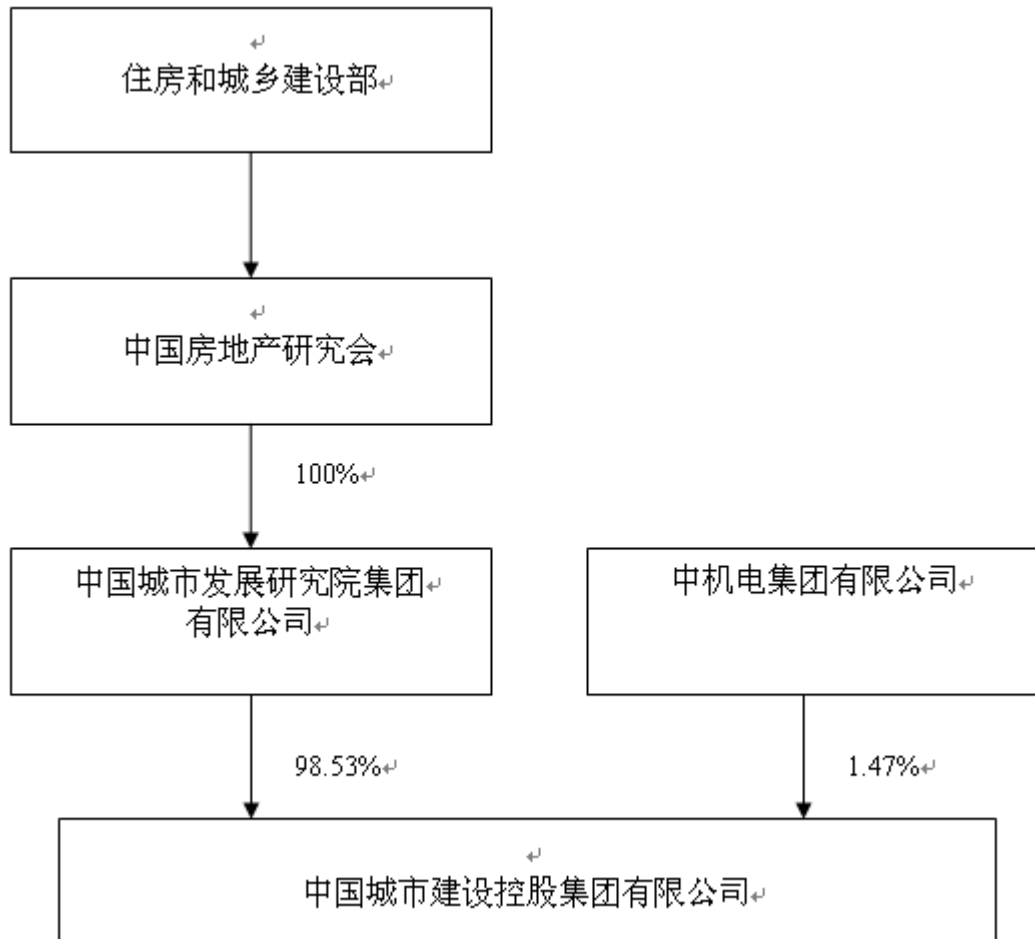 住房和城乡建设部
中国房地产研究会
100%
中国城市发展研究院集团
有限公司
中机电集团有限公司
98.53%
1.47%
中国城市建设控股集团有限公司